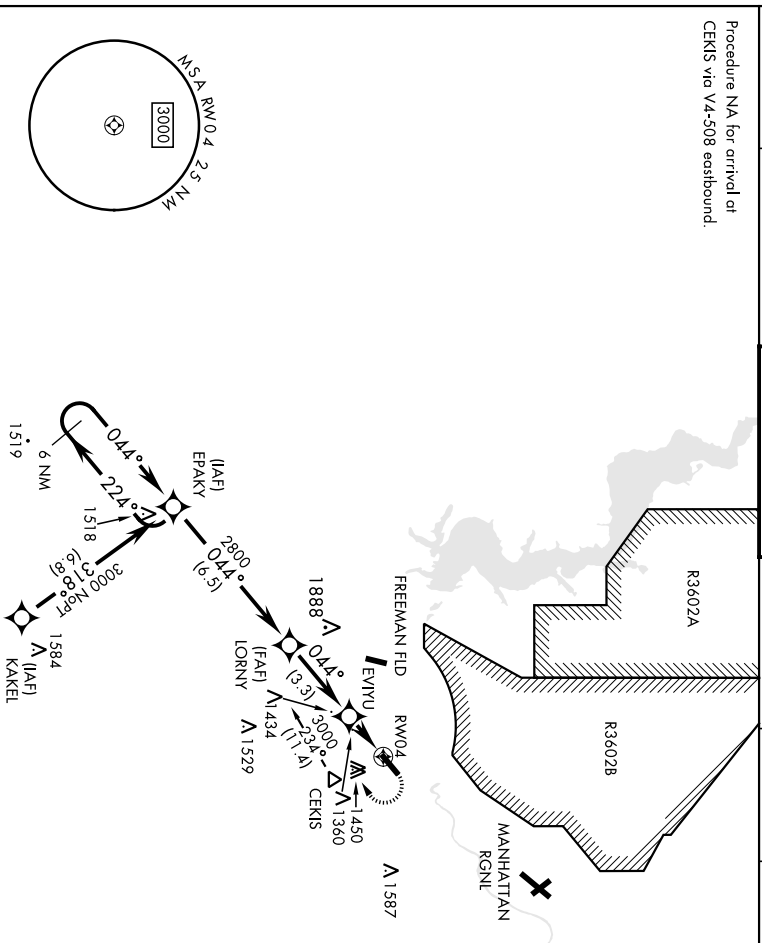 Procedure NA for arrival at
CEKIS via V4-508 eastbound.
MSA RW04 25 NM
3000
R3602A
R3602B
MANHATTAN
RGNL
FREEMAN FLD
RW04
EVIYU
1888
044°
(3.3)
(FAF)
LORNY
1434
1529
3000
234°
(11.4)
CEKIS
1360
1450
1587
2800
044°
(6.5)
(IAF)
EPAKY
044°
224°
6 NM
1519
1518
3000 NoPT
318°
(6.8)
1584
(IAF)
KAKEL